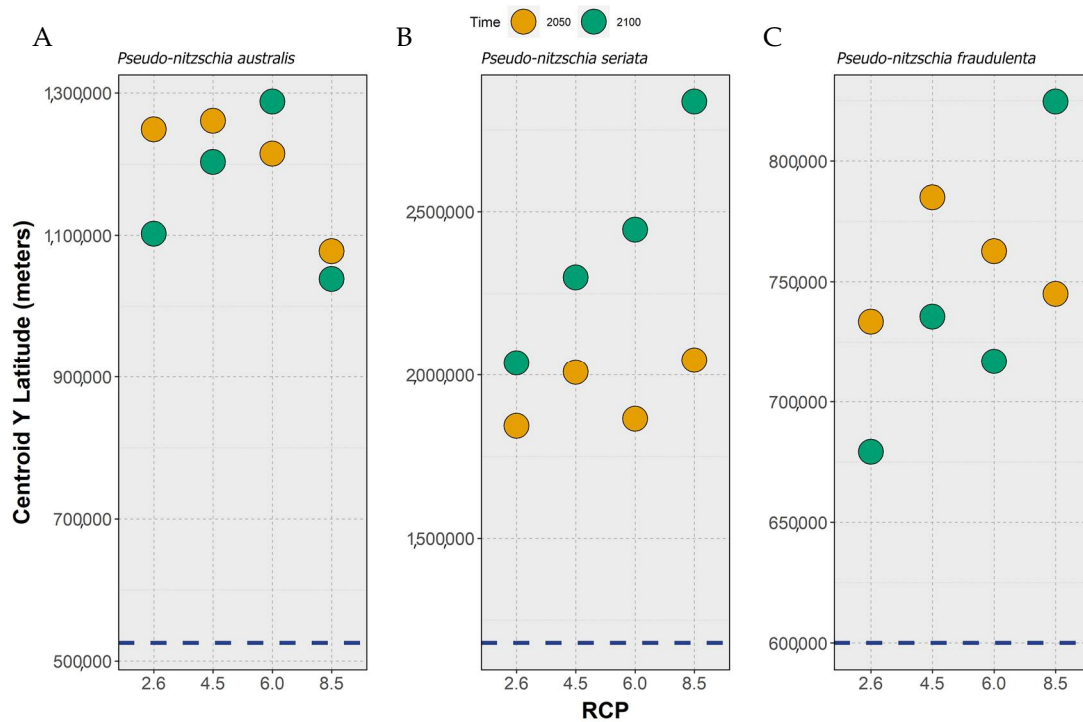 Time 2050 2100
A
B
C
Pseudo-nitzschia australis
Pseudo-nitzschia seriata
Pseudo-nitzschia fraudulenta
Centroid Y Latitude (meters)
1,300,000
1,100,000
900,000
700,000
500,000
2.6 4.5 6.0 8.5
2,500,000
2,000,000
1,500,000
2.6 4.5 6.0 8.5
800,000
750,000
700,000
650,000
600,000
2.6 4.5 6.0 8.5
RCP